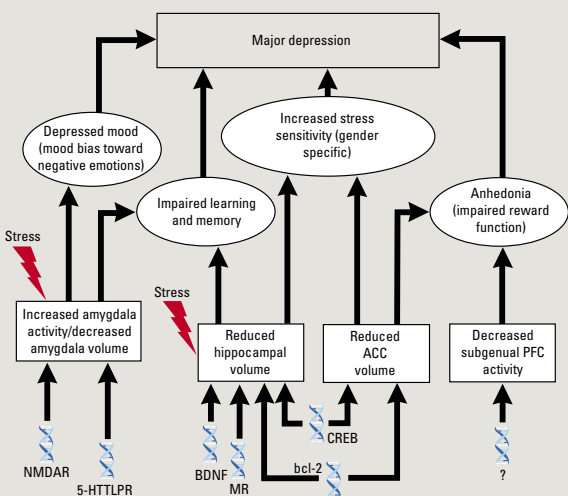 Major depression
Depressed mood
(mood bias toward
negative emotions)
Increased stress
sensitivity (gender
specific)
Impaired learning
and memory
Anhedonia
(impaired reward
function)
Stress
Stress
Increased amygdala
activity/decreased
amygdala volume
Reduced
hippocampal
volume
Reduced
ACC
volume
Decreased
subgenual PFC
activity
NMDAR
5-HTTLPR
BDNF
MR
CREB
bcl-2
?